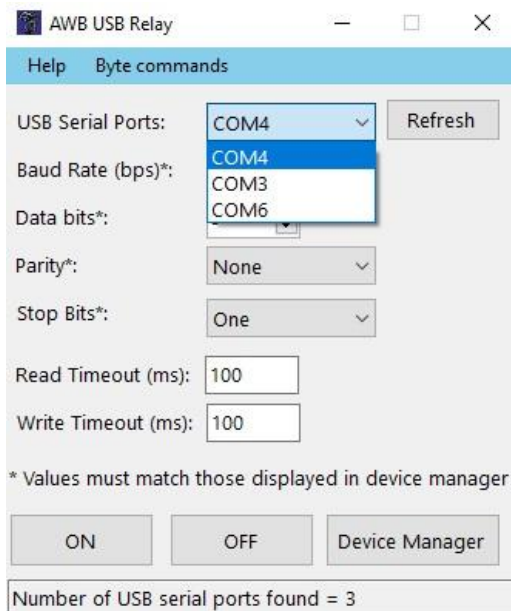 AWB USB Relay
Help Byte commands
USB Serial Ports: COM4 Refresh
COM4
Baud Rate (bps)*:
COM3
COM6
Data bits*:
Parity*: None
Stop Bits*: One
Read Timeout (ms): 100
Write Timeout (ms): 100
* Values must match those displayed in device manager
ON OFF Device Manager
Number of USB serial ports found = 3